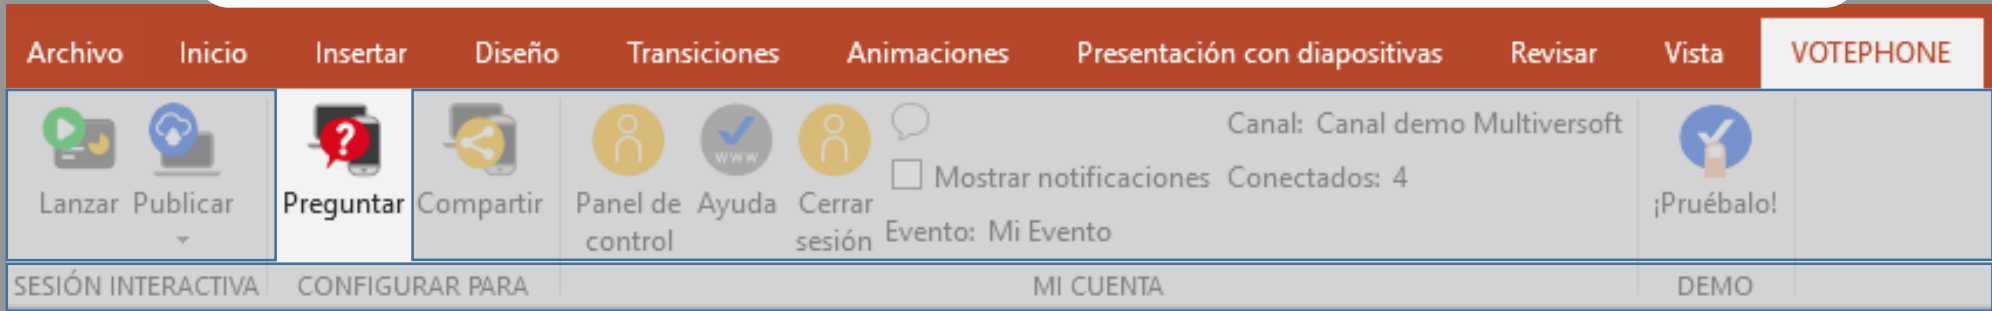 Archivo Inicio Insertar Diseño Transiciones Animaciones Presentación con diapositivas Revisar Vista VOTEPHONE
?
www
Lanzar Publicar Preguntar Compartir Panel de control Ayuda Cerrar sesión
Canal: Canal demo Multiversoft
Mostrar notificaciones Conectados: 4
Evento: Mi Evento
¡Pruébalo!
SESIÓN INTERACTIVA CONFIGURAR PARA MI CUENTA DEMO